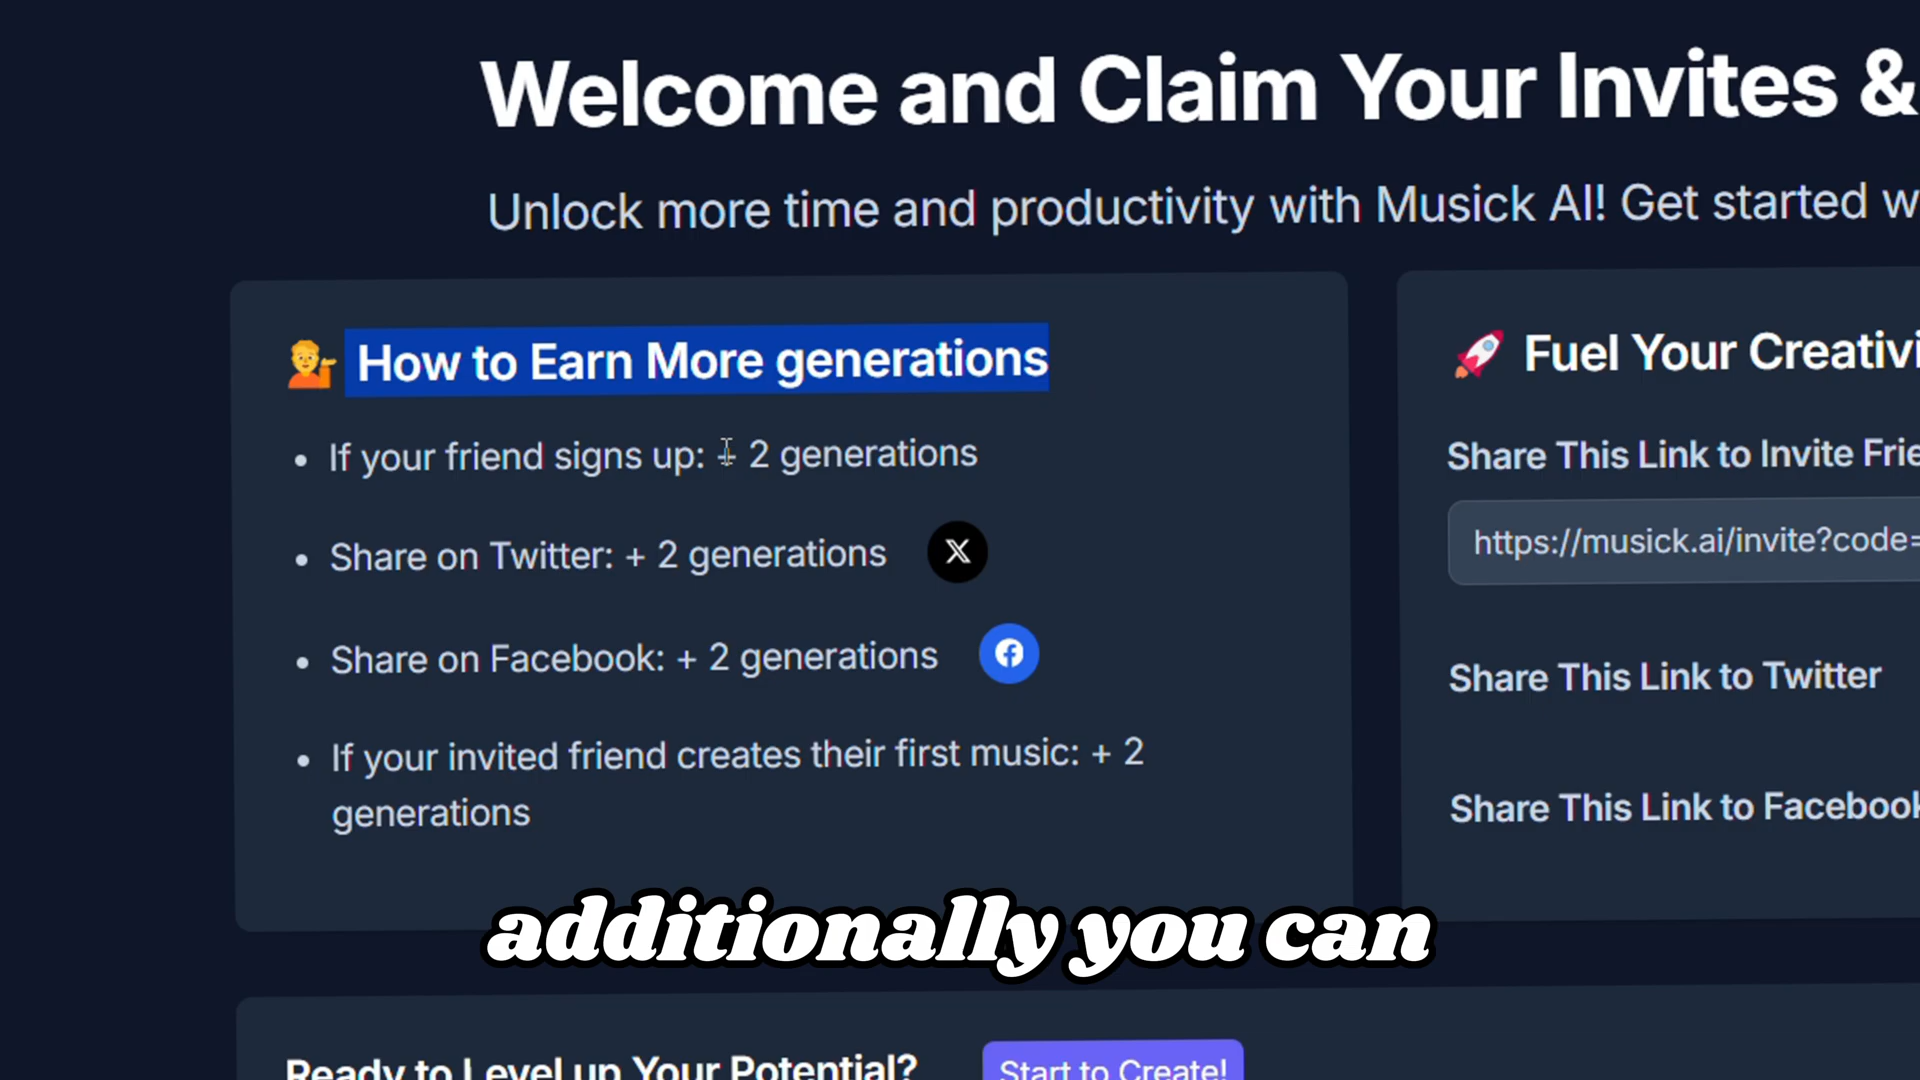 Welcome and Claim Your Invites &
Unlock more time and productivity with Musick AI! Get started w
How to Earn More generations
If your friend signs up: + 2 generations
Share on Twitter: + 2 generations
Share on Facebook: + 2 generations
If your invited friend creates their first music: + 2
generations
Fuel Your Creativi
Share This Link to Invite Frie
https://musick.ai/invite?code=
Share This Link to Twitter
Share This Link to Facebook
additionally you can
Ready to Level up Your Potential?
Start to Create!